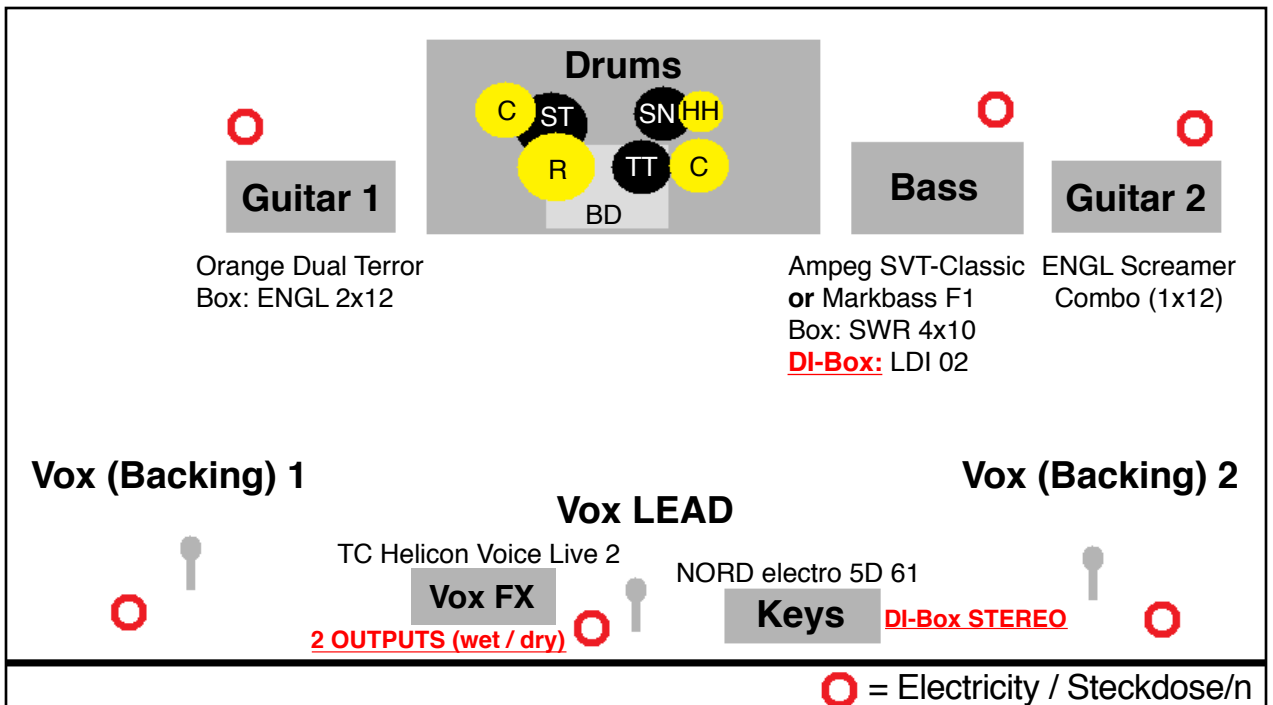 Drums
C ST SN HH
R TT C
BD
Guitar 1
Bass
Guitar 2
Orange Dual Terror
Box: ENGL 2x12
Ampeg SVT-Classic
or Markbass F1
Box: SWR 4x10
DI-Box: LDI 02
ENGL Screamer
Combo (1x12)
Vox (Backing) 1
Vox LEAD
Vox (Backing) 2
TC Helicon Voice Live 2
Vox FX
2 OUTPUTS (wet / dry)
NORD electro 5D 61
Keys
DI-Box STEREO
= Electricity / Steckdose/n